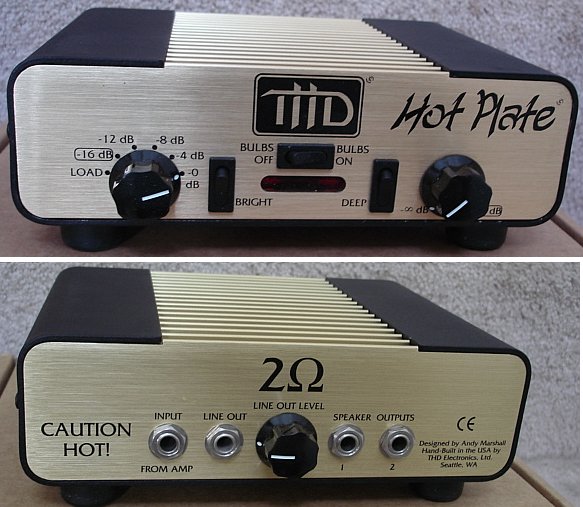 THD
Hot Plate
-12 dB
-8 dB
-16 dB
-4 dB
LOAD
-0
dB
BULBS
OFF
BULBS
ON
BRIGHT
DEEP
-∞ dB
dB
2Ω
LINE OUT LEVEL
INPUT
LINE OUT
SPEAKER OUTPUTS
CAUTION
HOT!
FROM AMP
1
2
CE
Designed by Andy Marshall
Hand-Built in the USA by
THD Electronics, Ltd.
Seattle, WA